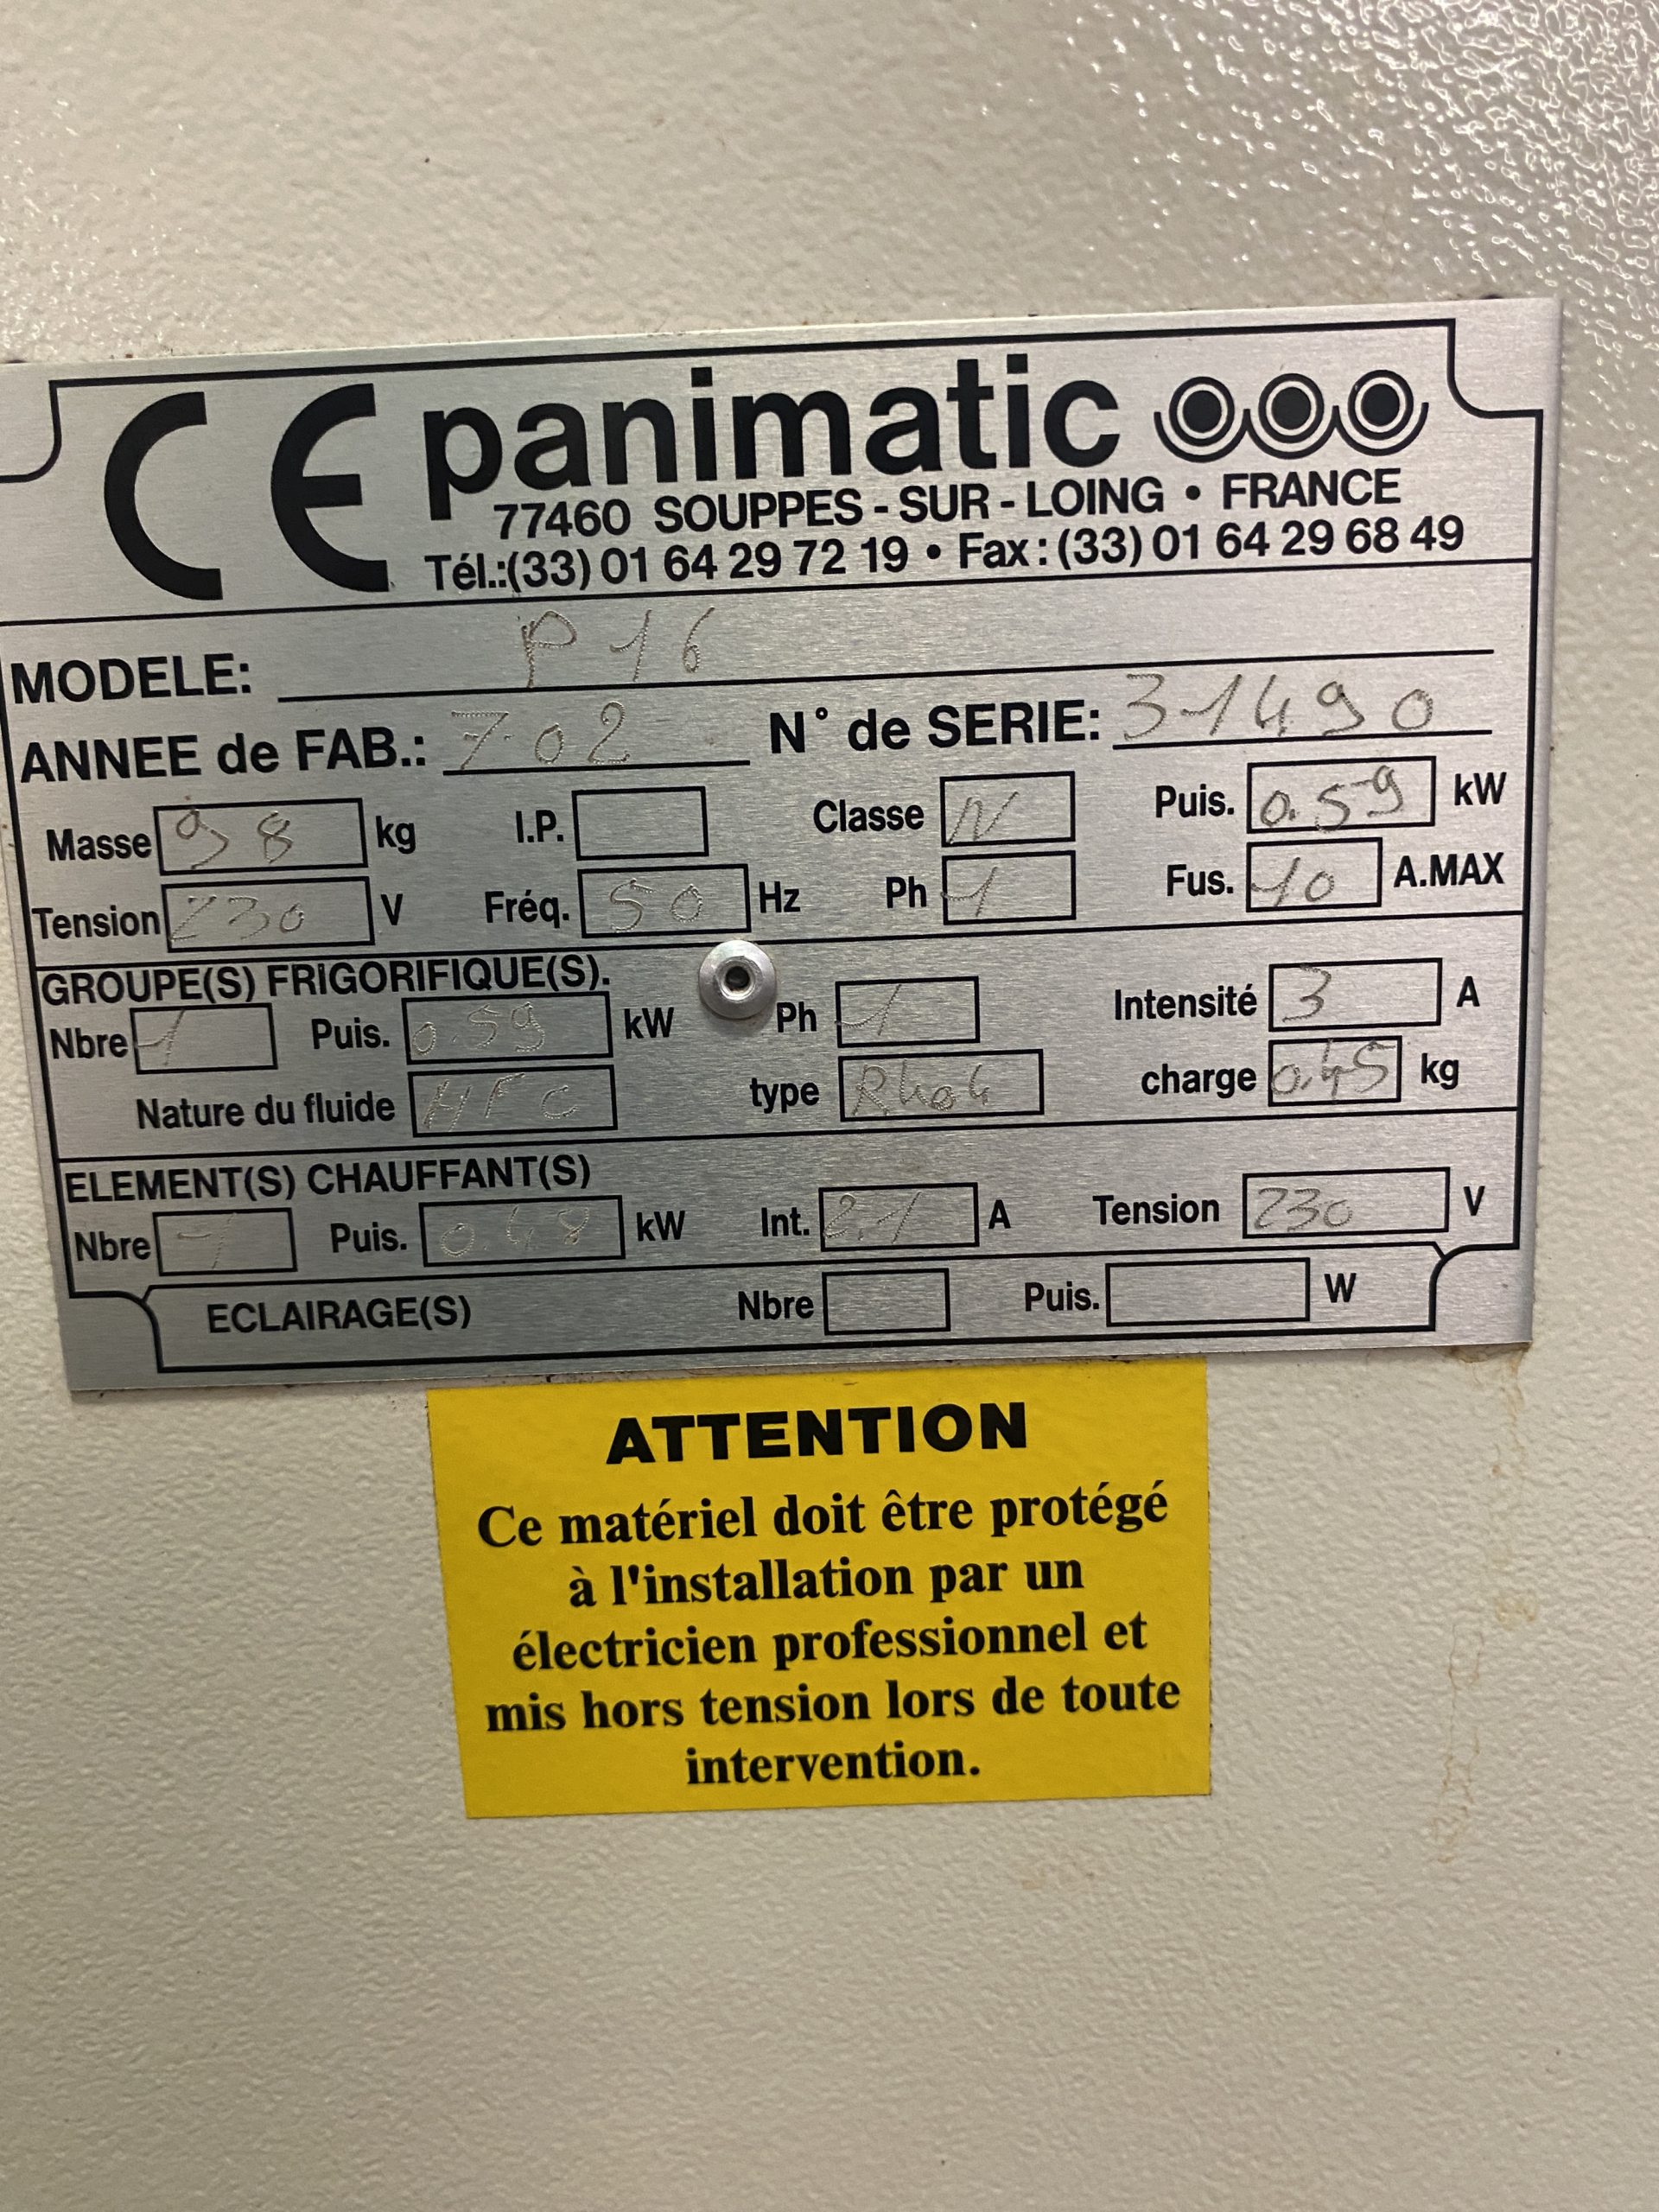 CE panimatic
77460 SOUPPES - SUR - LOING • FRANCE
Tél.:(33) 01 64 29 72 19 • Fax : (33) 01 64 29 68 49
MODELE: P16
ANNEE de FAB.: 7.02 N° de SERIE: 31490
Masse 98 kg I.P. Classe N Puis. 0.59 kW
Tension 230 V Fréq. 50 Hz Ph 1 Fus. 10 A.MAX
GROUPE(S) FRIGORIFIQUE(S).
Nbre 1 Puis. 0.59 kW Ph 1 Intensité 3 A
Nature du fluide HFC type R404 charge 0.45 kg
ELEMENT(S) CHAUFFANT(S)
Nbre 1 Puis. 0.48 kW Int. 2.1 A Tension 230 V
ECLAIRAGE(S) Nbre Puis. W
ATTENTION
Ce matériel doit être protégé
à l'installation par un
électricien professionnel et
mis hors tension lors de toute
intervention.